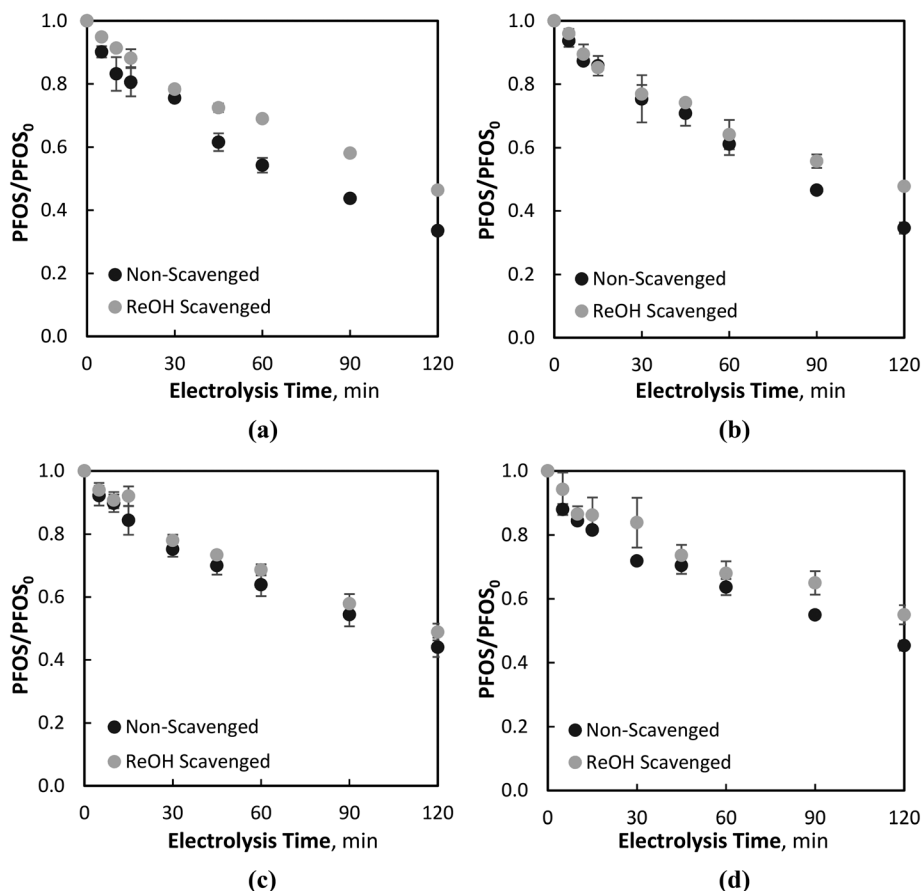 PFOS/PFOS0
1.0
0.8
0.6
0.4
0.2
0.0
Non-Scavenged
ReOH Scavenged
0 30 60 90 120
Electrolysis Time, min
(a)
PFOS/PFOS0
1.0
0.8
0.6
0.4
0.2
0.0
Non-Scavenged
ReOH Scavenged
0 30 60 90 120
Electrolysis Time, min
(b)
PFOS/PFOS0
1.0
0.8
0.6
0.4
0.2
0.0
Non-Scavenged
ReOH Scavenged
0 30 60 90 120
Electrolysis Time, min
(c)
PFOS/PFOS0
1.0
0.8
0.6
0.4
0.2
0.0
Non-Scavenged
ReOH Scavenged
0 30 60 90 120
Electrolysis Time, min
(d)